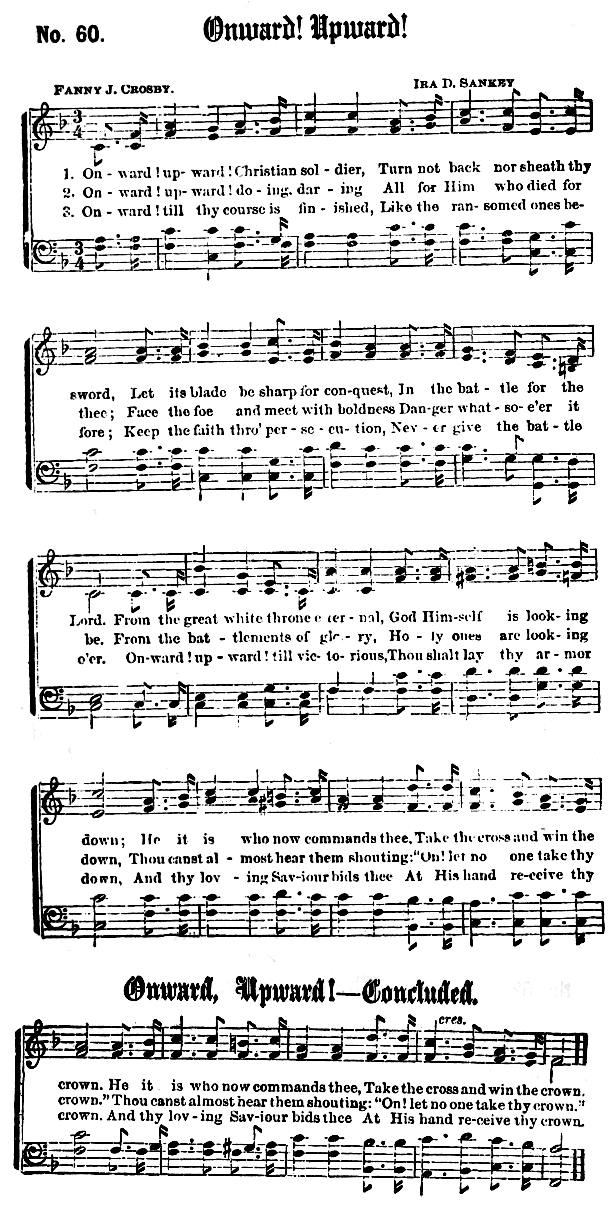 No. 60. Onward! Upward!
FANNY J. CROSBY. IRA D. SANKEY
3 4
1. On - ward! up - ward! Christian sol - dier, Turn not back nor sheath thy
2. On - ward! up - ward! do - ing, dar - ing All for Him who died for
3. On - ward! till thy course is fin - ished, Like the ran - somed ones be-
3 4
sword, Let its blade be sharp for con-quest, In the bat - tle for the
thee; Face the foe and meet with boldness Dan-ger what - so-e'er it
fore; Keep the faith thro' per - se - cu - tion, Nev - er give the bat - tle
Lord. From the great white throne e ter - nal, God Him-self is look- ing
be. From the bat - tlements of glo - ry, Ho - ly ones are look- ing
o'er. On-ward! up - ward! till vic- to- rious, Thou shalt lay thy ar- mor
down; He it is who now commands thee, Take the cross and win the
down, Thou canst al - most hear them shouting: "On! let no one take thy
down, And thy lov - ing Sav-iour bids thee At His hand re-ceive thy
Onward, Upward!—Concluded.
cres.
crown. He it is who now commands thee, Take the cross and win the crown.
crown." Thou canst almost hear them shouting: "On! let no one take thy crown."
crown. And thy lov-ing Sav-iour bids thee At His hand re-ceive thy crown.